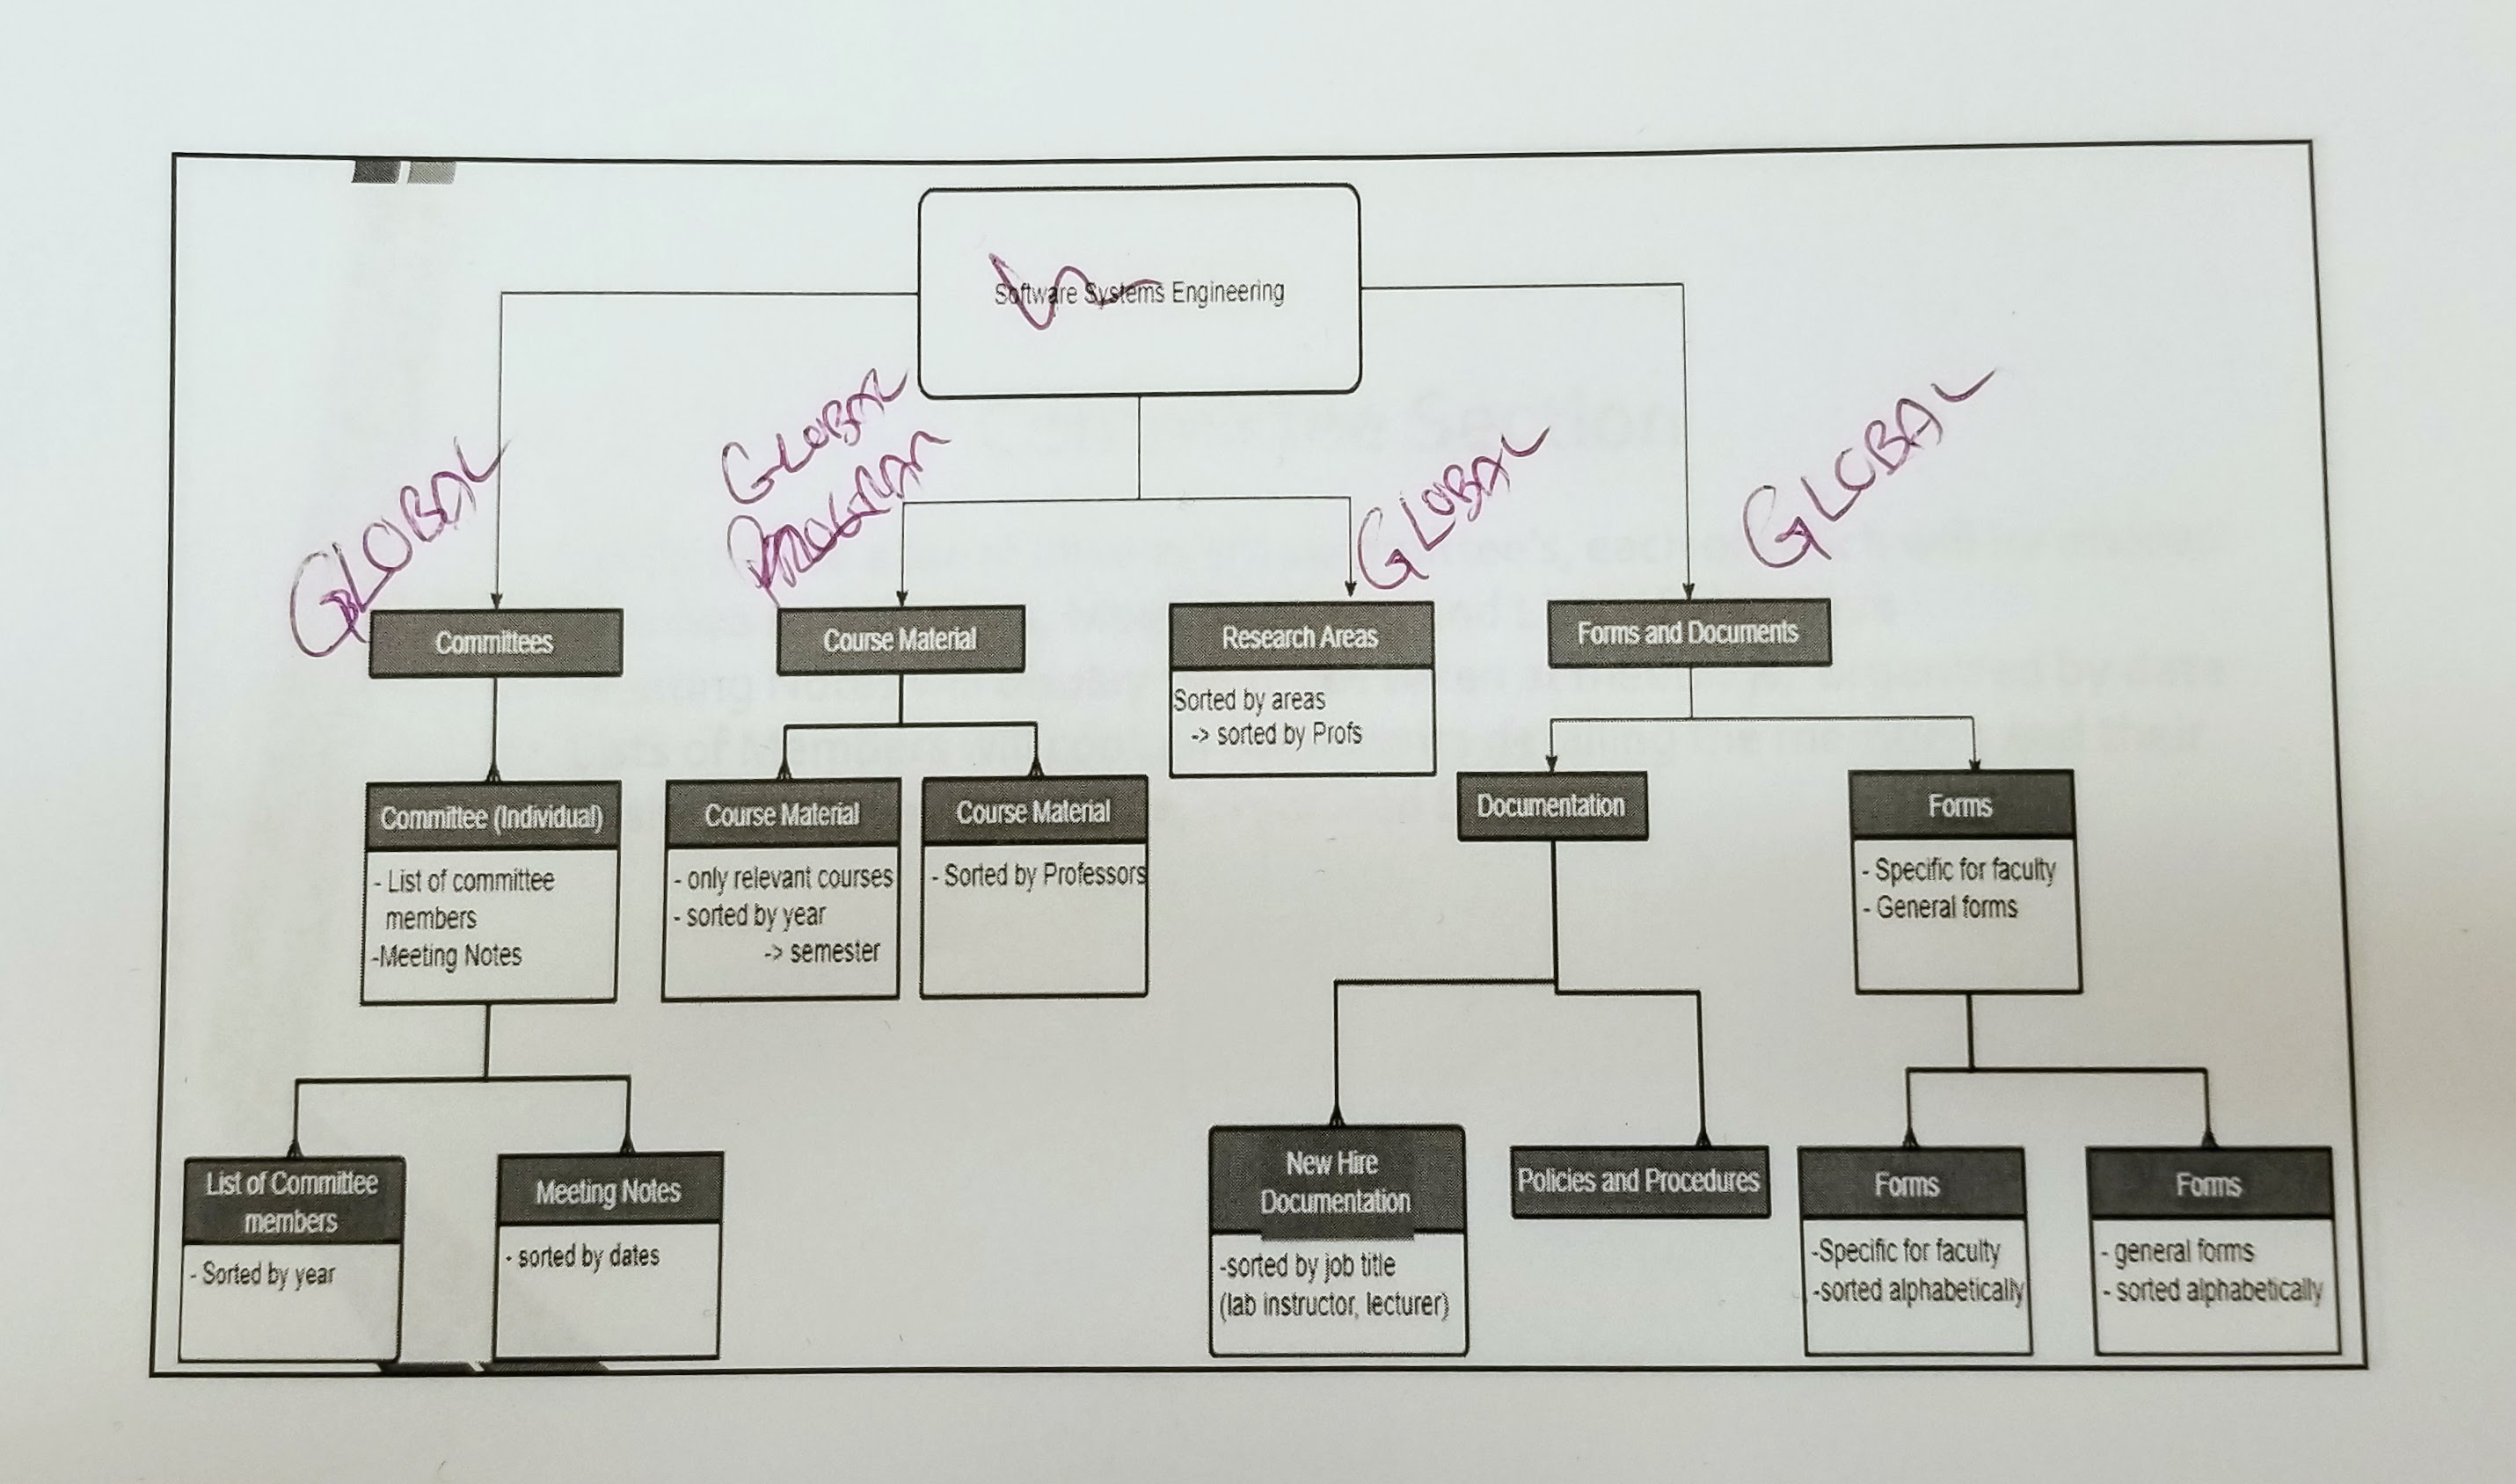 Software Systems Engineering
GLOBAL
GLOBAL
PROGRAM
GLOBAL
GLOBAL
Committees
Course Material
Research Areas
Sorted by areas
-> sorted by Profs
Forms and Documents
Committee (Individual)
- List of committee
members
-Meeting Notes
Course Material
- only relevant courses
- sorted by year
-> semester
Course Material
- Sorted by Professors
Documentation
Forms
- Specific for faculty
- General forms
List of Committee
members
- Sorted by year
Meeting Notes
- sorted by dates
New Hire
Documentation
-sorted by job title
(lab instructor, lecturer)
Policies and Procedures
Forms
-Specific for faculty
-sorted alphabetically
Forms
- general forms
- sorted alphabetically